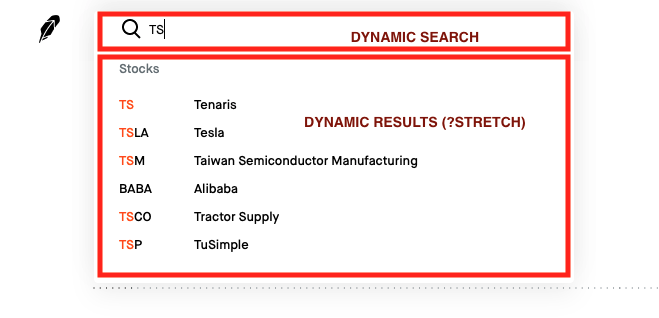 TS
DYNAMIC SEARCH
Stocks
TS Tenaris
DYNAMIC RESULTS (?STRETCH)
TSLA Tesla
TSM Taiwan Semiconductor Manufacturing
BABA Alibaba
TSCO Tractor Supply
TSP TuSimple